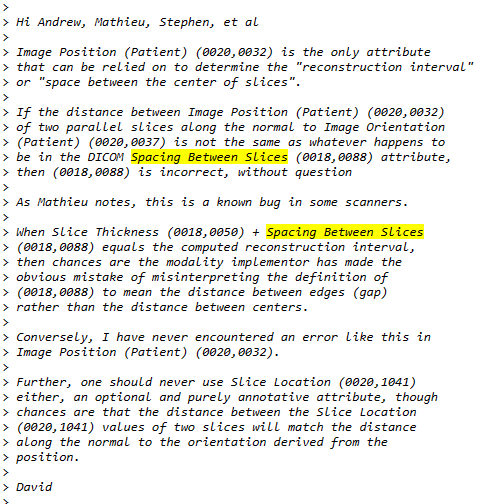 >
> Hi Andrew, Mathieu, Stephen, et al
>
> Image Position (Patient) (0020,0032) is the only attribute
> that can be relied on to determine the "reconstruction interval"
> or "space between the center of slices".
>
> If the distance between Image Position (Patient) (0020,0032)
> of two parallel slices along the normal to Image Orientation
> (Patient) (0020,0037) is not the same as whatever happens to
> be in the DICOM Spacing Between Slices (0018,0088) attribute,
> then (0018,0088) is incorrect, without question
>
> As Mathieu notes, this is a known bug in some scanners.
>
> When Slice Thickness (0018,0050) + Spacing Between Slices
> (0018,0088) equals the computed reconstruction interval,
> then chances are the modality implementor has made the
> obvious mistake of misinterpreting the definition of
> (0018,0088) to mean the distance between edges (gap)
> rather than the distance between centers.
>
> Conversely, I have never encountered an error like this in
> Image Position (Patient) (0020,0032).
>
> Further, one should never use Slice Location (0020,1041)
> either, an optional and purely annotative attribute, though
> chances are that the distance between the Slice Location
> (0020,1041) values of two slices will match the distance
> along the normal to the orientation derived from the
> position.
>
> David
>